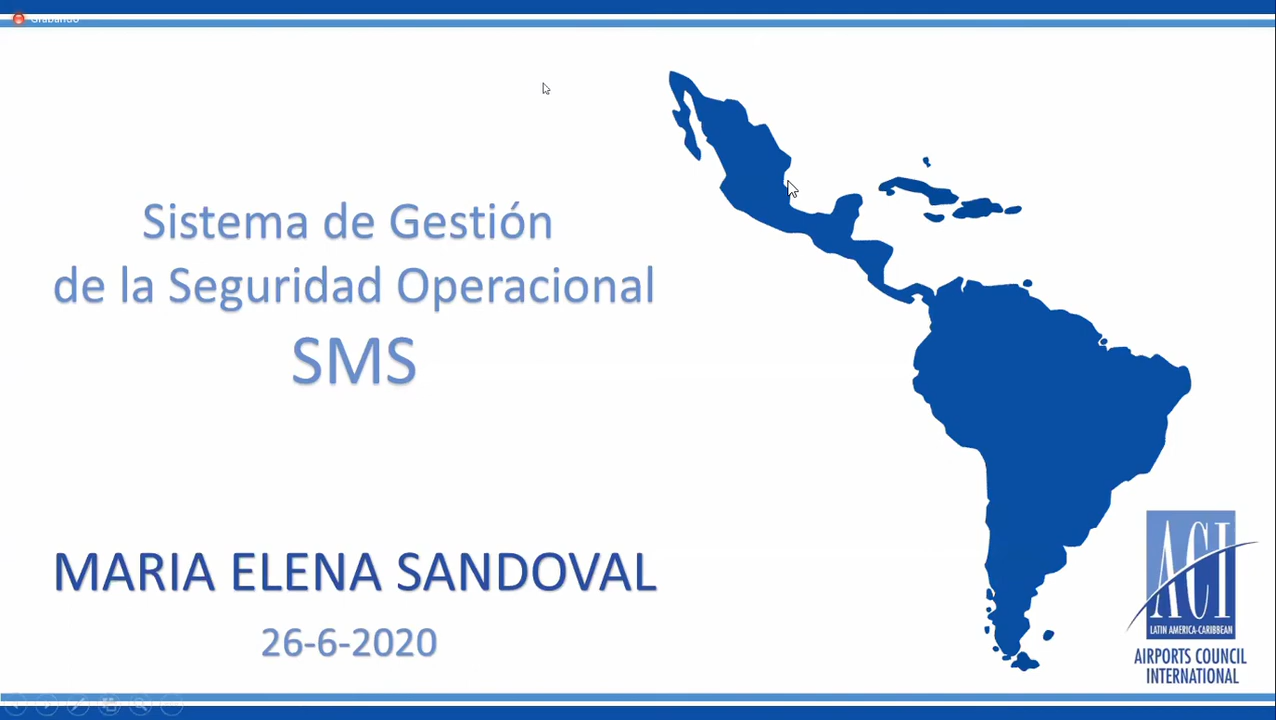 Grabando
Sistema de Gestión
de la Seguridad Operacional
SMS
MARIA ELENA SANDOVAL
26-6-2020
ACI
LATIN AMERICA-CARIBBEAN
AIRPORTS COUNCIL
INTERNATIONAL